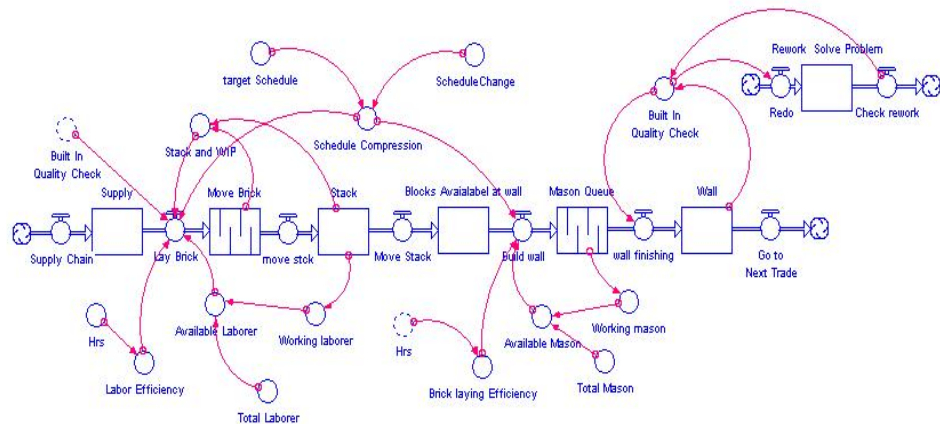 Rework Solve Problem
target Schedule
ScheduleChange
Redo
Check rework
Built In
Quality Check
Schedule Compression
Stack and WIP
Built In
Quality Check
Supply
Move Brick
Stack
Blocks Availabel at wall
Mason Queue
Wall
Supply Chain
Lay Brick
move stck
Move Stack
Build wall
wall finishing
Go to
Next Trade
Hrs
Available Laborer
Working laborer
Hrs
Available Mason
Working mason
Labor Efficiency
Total Laborer
Brick laying Efficiency
Total Mason